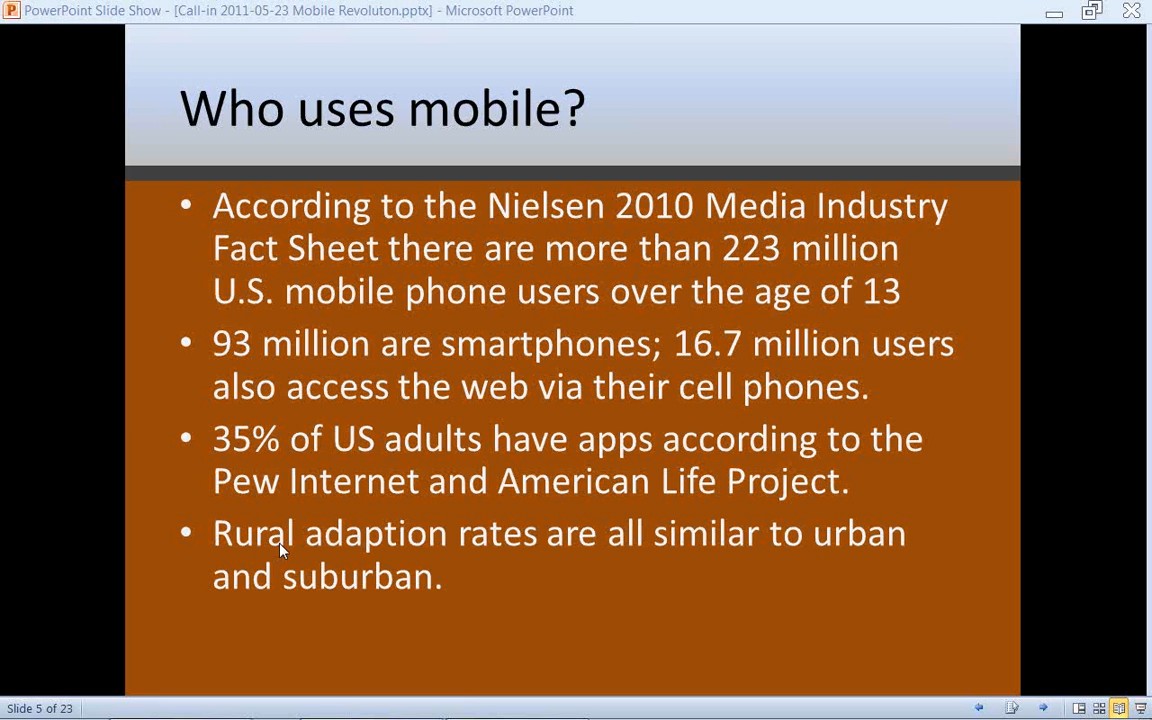 PowerPoint Slide Show - [Call-in 2011-05-23 Mobile Revoluton.pptx] - Microsoft PowerPoint
Who uses mobile?
• According to the Nielsen 2010 Media Industry
Fact Sheet there are more than 223 million
U.S. mobile phone users over the age of 13
• 93 million are smartphones; 16.7 million users
also access the web via their cell phones.
• 35% of US adults have apps according to the
Pew Internet and American Life Project.
• Rural adaption rates are all similar to urban
and suburban.
Slide 5 of 23